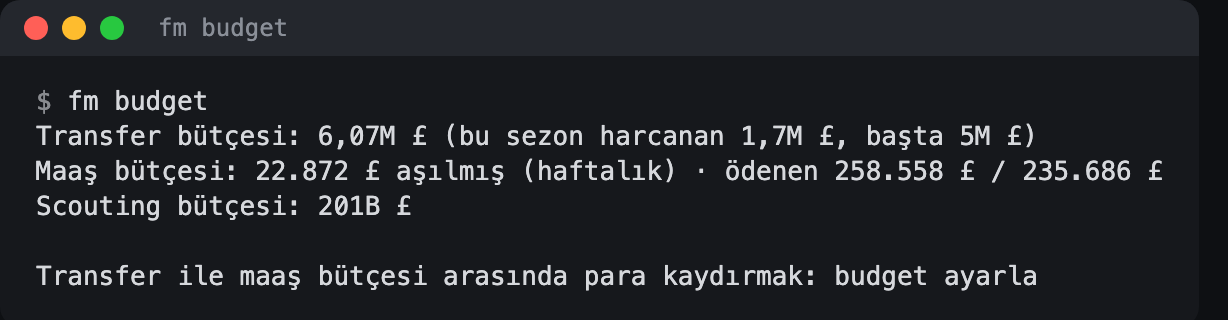 fm budget
$ fm budget
Transfer bütçesi: 6,07M £ (bu sezon harcanan 1,7M £, başta 5M £)
Maaş bütçesi: 22.872 £ aşılmış (haftalık) · ödenen 258.558 £ / 235.686 £
Scouting bütçesi: 201B £
Transfer ile maaş bütçesi arasında para kaydırmak: budget ayarla